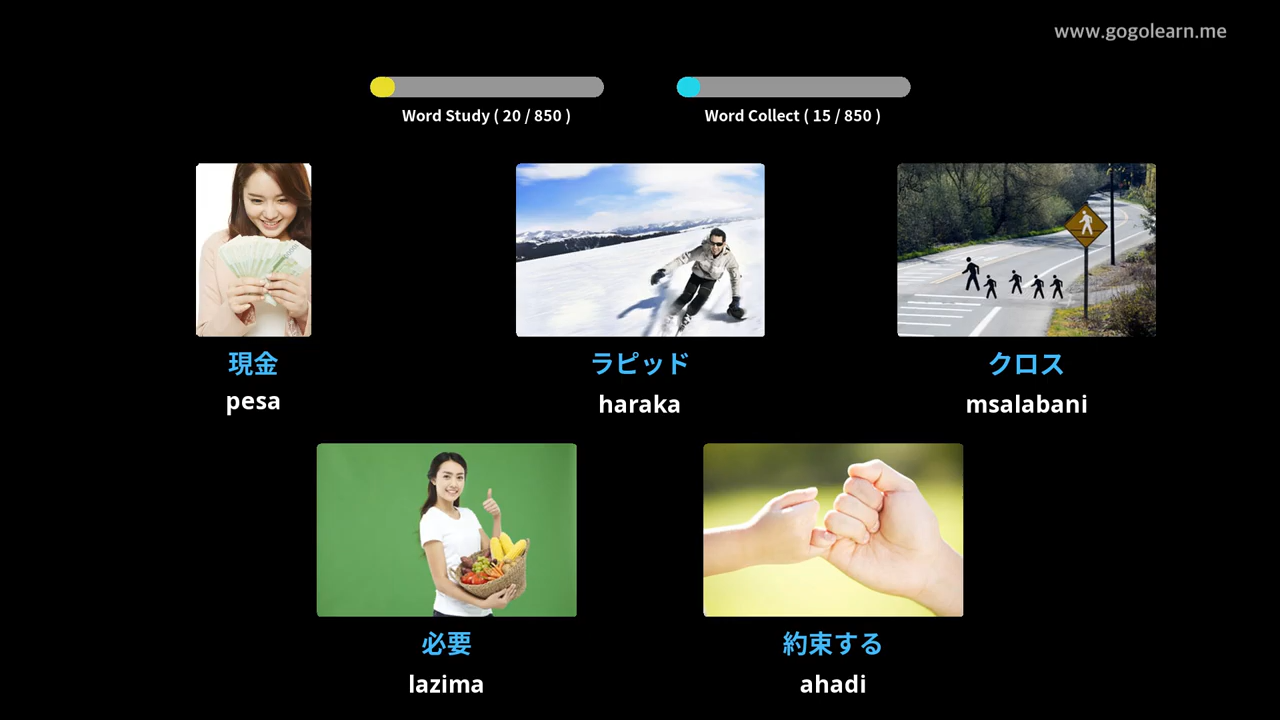 www.gogolearn.me
Word Study ( 20 / 850 )
Word Collect ( 15 / 850 )
現金
pesa
ラピッド
haraka
クロス
msalabani
必要
lazima
約束する
ahadi